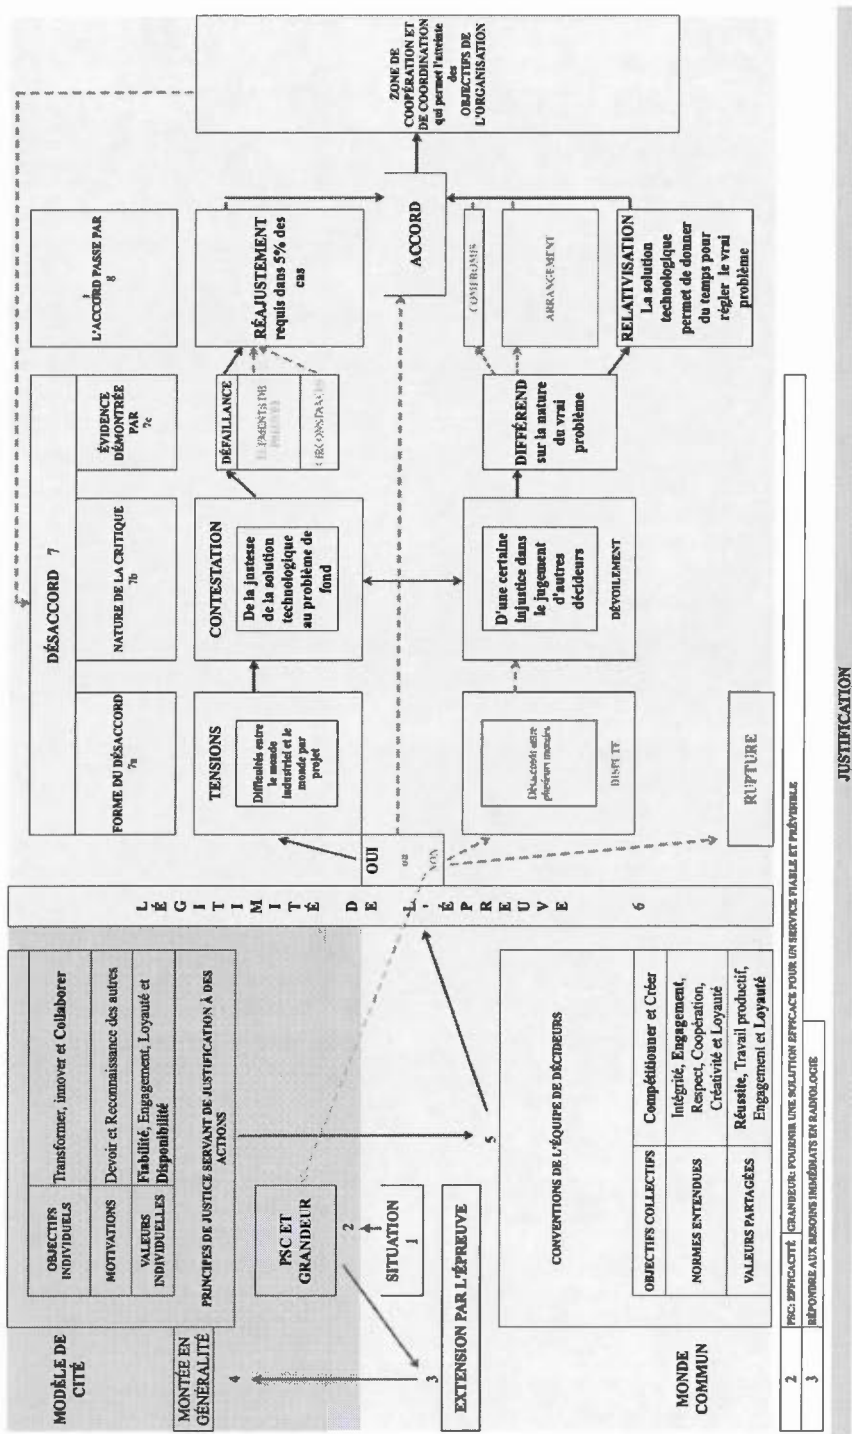 MODÈLE DE
CITÉ
OBJECTIFS
INDIVIDUELS
Transformer, innover et Collaborer
MOTIVATIONS
Devoir et Reconnaissance des autres
VALEURS
INDIVIDUELLES
Fiabilité, Engagement, Loyauté et
Disponibilité
PRINCIPES DE JUSTICE SERVANT DE JUSTIFICATION À DES
ACTIONS
MONTÉE EN
GÉNÉRALITÉ
4
PSC ET
GRANDEUR
2
SITUATION
1
3
EXTENSION PAR L'ÉPREUVE
5
CONVENTIONS DE L'ÉQUIPE DE DÉCIDEURS
MONDE
COMMUN
OBJECTIFS COLLECTIFS
Compétitionner et Créer
NORMES ENTENDUES
Intégrité, Engagement,
Respect, Coopération,
Créativité et Loyauté
VALEURS PARTAGÉES
Réussite, Travail productif,
Engagement et Loyauté
LÉGITIMITÉ DE L'ÉPREUVE
6
OUI
ou
NON
DÉSACCORD 7
FORME DU DÉSACCORD
7a
NATURE DE LA CRITIQUE
7b
ÉVIDENCE
DÉMONTRÉE
PAR
7c
L'ACCORD PASSE PAR
8
TENSIONS
Difficultés entre
le monde
industriel et le
monde par
projet
CONTESTATION
De la justesse
de la solution
technologique
au problème de
fond
DÉFAILLANCE
CIRCONSTANCES
RÉAJUSTEMENT
requis dans 5% des
cas
ACCORD
ZONE DE
COOPÉRATION ET
DE COORDINATION
qui permet l'atteinte
des
OBJECTIFS DE
L'ORGANISATION
Désaccord entre
plusieurs mondes
DISPUTE
D'une certaine
injustice dans
le jugement
d'autres
décideurs
DÉVOILEMENT
DIFFÉREND
sur la nature
du vrai
problème
COMPROMIS
ARRANGEMENT
RELATIVISATION
La solution
technologique
permet de donner
du temps pour
régler le vrai
problème
RUPTURE
2
PSC: EFFICACITÉ
GRANDEUR: FOURNIR UNE SOLUTION EFFICACE POUR UN SERVICE FIABLE ET PRÉVISIBLE
3
RÉPONDRE AUX BESOINS IMMÉDIATS EN RADIOLOGIE
JUSTIFICATION